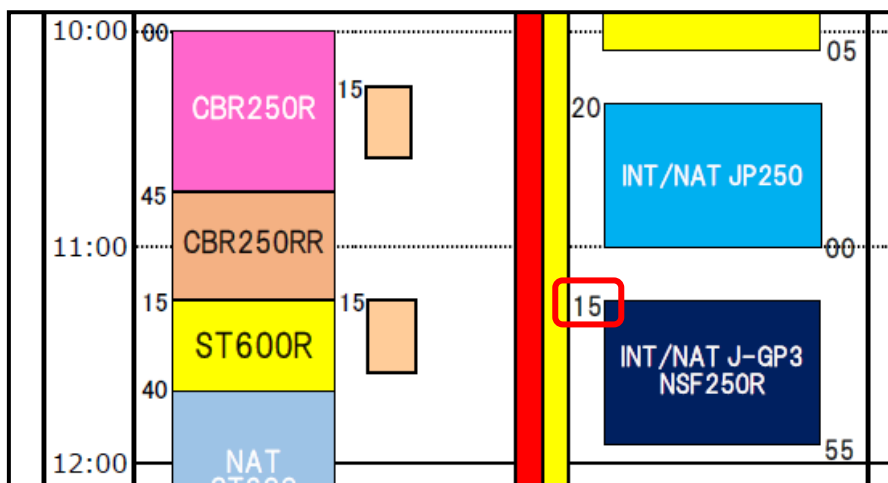 10:00
00
CBR250R
15
05
20
INT/NAT JP250
45
CBR250RR
11:00
00
15
15
15
ST600R
INT/NAT J-GP3
NSF250R
40
55
12:00
NAT